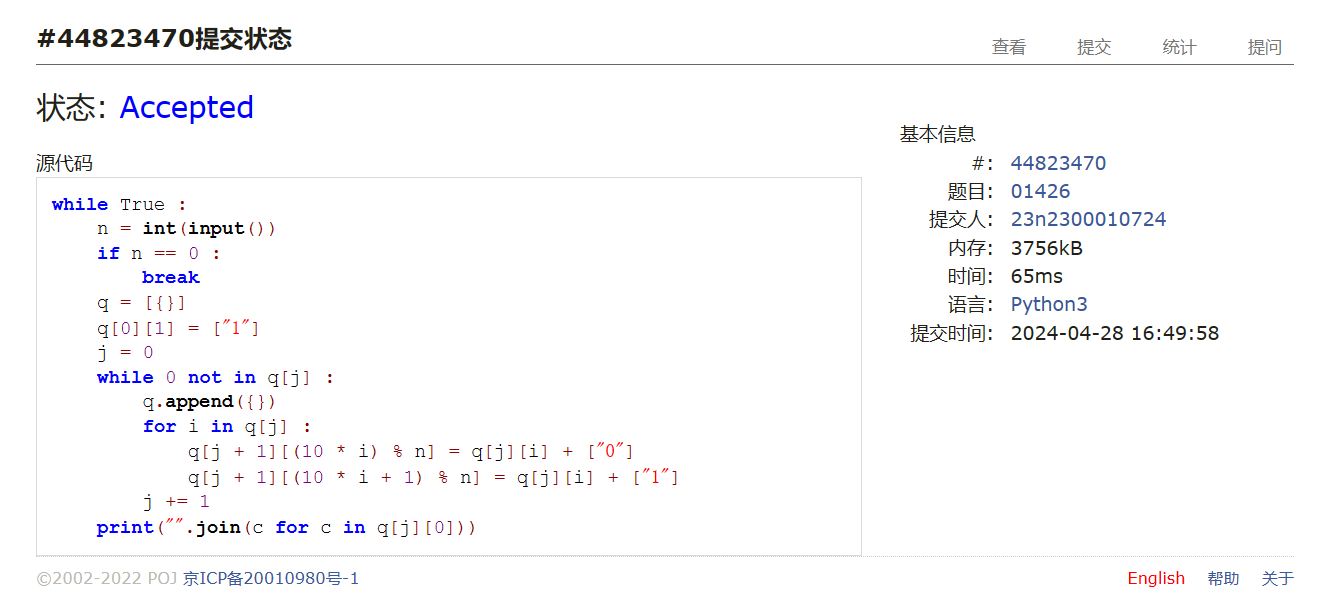 #44823470提交状态
查看 提交 统计 提问
状态: Accepted
源代码
while True :
    n = int(input())
    if n == 0 :
        break
    q = [{}]
    q[0][1] = ["1"]
    j = 0
    while 0 not in q[j] :
        q.append({})
        for i in q[j] :
            q[j + 1][(10 * i) % n] = q[j][i] + ["0"]
            q[j + 1][(10 * i + 1) % n] = q[j][i] + ["1"]
        j += 1
    print("".join(c for c in q[j][0]))
基本信息
#: 44823470
题目: 01426
提交人: 23n2300010724
内存: 3756kB
时间: 65ms
语言: Python3
提交时间: 2024-04-28 16:49:58
©2002-2022 POJ 京ICP备20010980号-1
English 帮助 关于